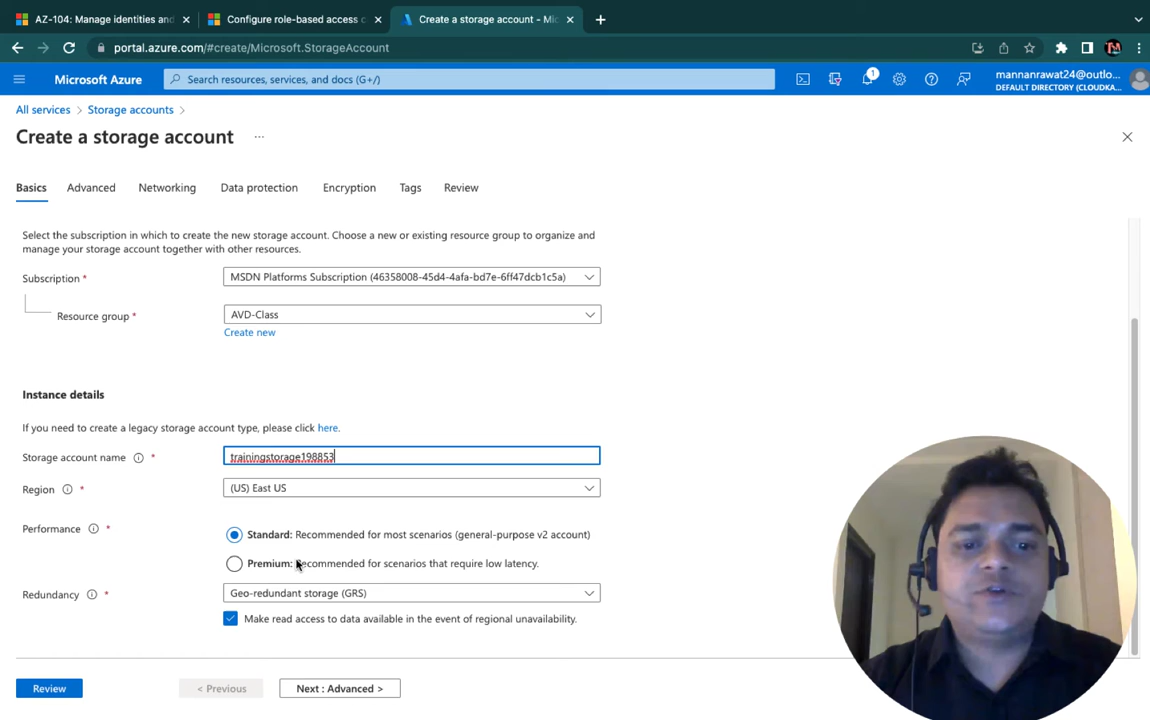 AZ-104: Manage identities and
Configure role-based access c
Create a storage account - Mic
portal.azure.com/#create/Microsoft.StorageAccount
Microsoft Azure
Search resources, services, and docs (G+/)
1
mannanrawat24@outlo...
DEFAULT DIRECTORY (CLOUDKA...
All services > Storage accounts >
Create a storage account ...
Basics Advanced Networking Data protection Encryption Tags Review
Select the subscription in which to create the new storage account. Choose a new or existing resource group to organize and
manage your storage account together with other resources.
Subscription * MSDN Platforms Subscription (46358008-45d4-4afa-bd7e-6ff47dcb1c5a)
Resource group * AVD-Class
Create new
Instance details
If you need to create a legacy storage account type, please click here.
Storage account name * trainingstorage198853
Region * (US) East US
Performance * Standard: Recommended for most scenarios (general-purpose v2 account)
Premium: Recommended for scenarios that require low latency.
Redundancy * Geo-redundant storage (GRS)
Make read access to data available in the event of regional unavailability.
Review < Previous Next : Advanced >